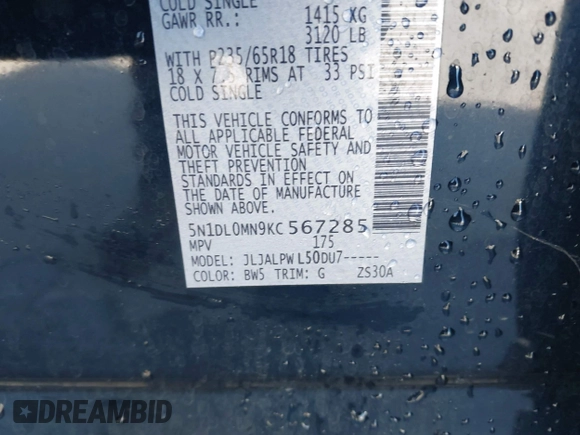 COLD SINGLE
GAWR RR.: 1415 KG
3120 LB
WITH P235/65R18 TIRES
18 X 7.5 RIMS AT 33 PSI
COLD SINGLE
THIS VEHICLE CONFORMS TO
ALL APPLICABLE FEDERAL
MOTOR VEHICLE SAFETY AND
THEFT PREVENTION
STANDARDS IN EFFECT ON
THE DATE OF MANUFACTURE
SHOWN ABOVE.
5N1DL0MN9KC567285
MPV 175
MODEL: JLJALPWL50DU7-----
COLOR: BW5 TRIM: G ZS30A
DREAMBID